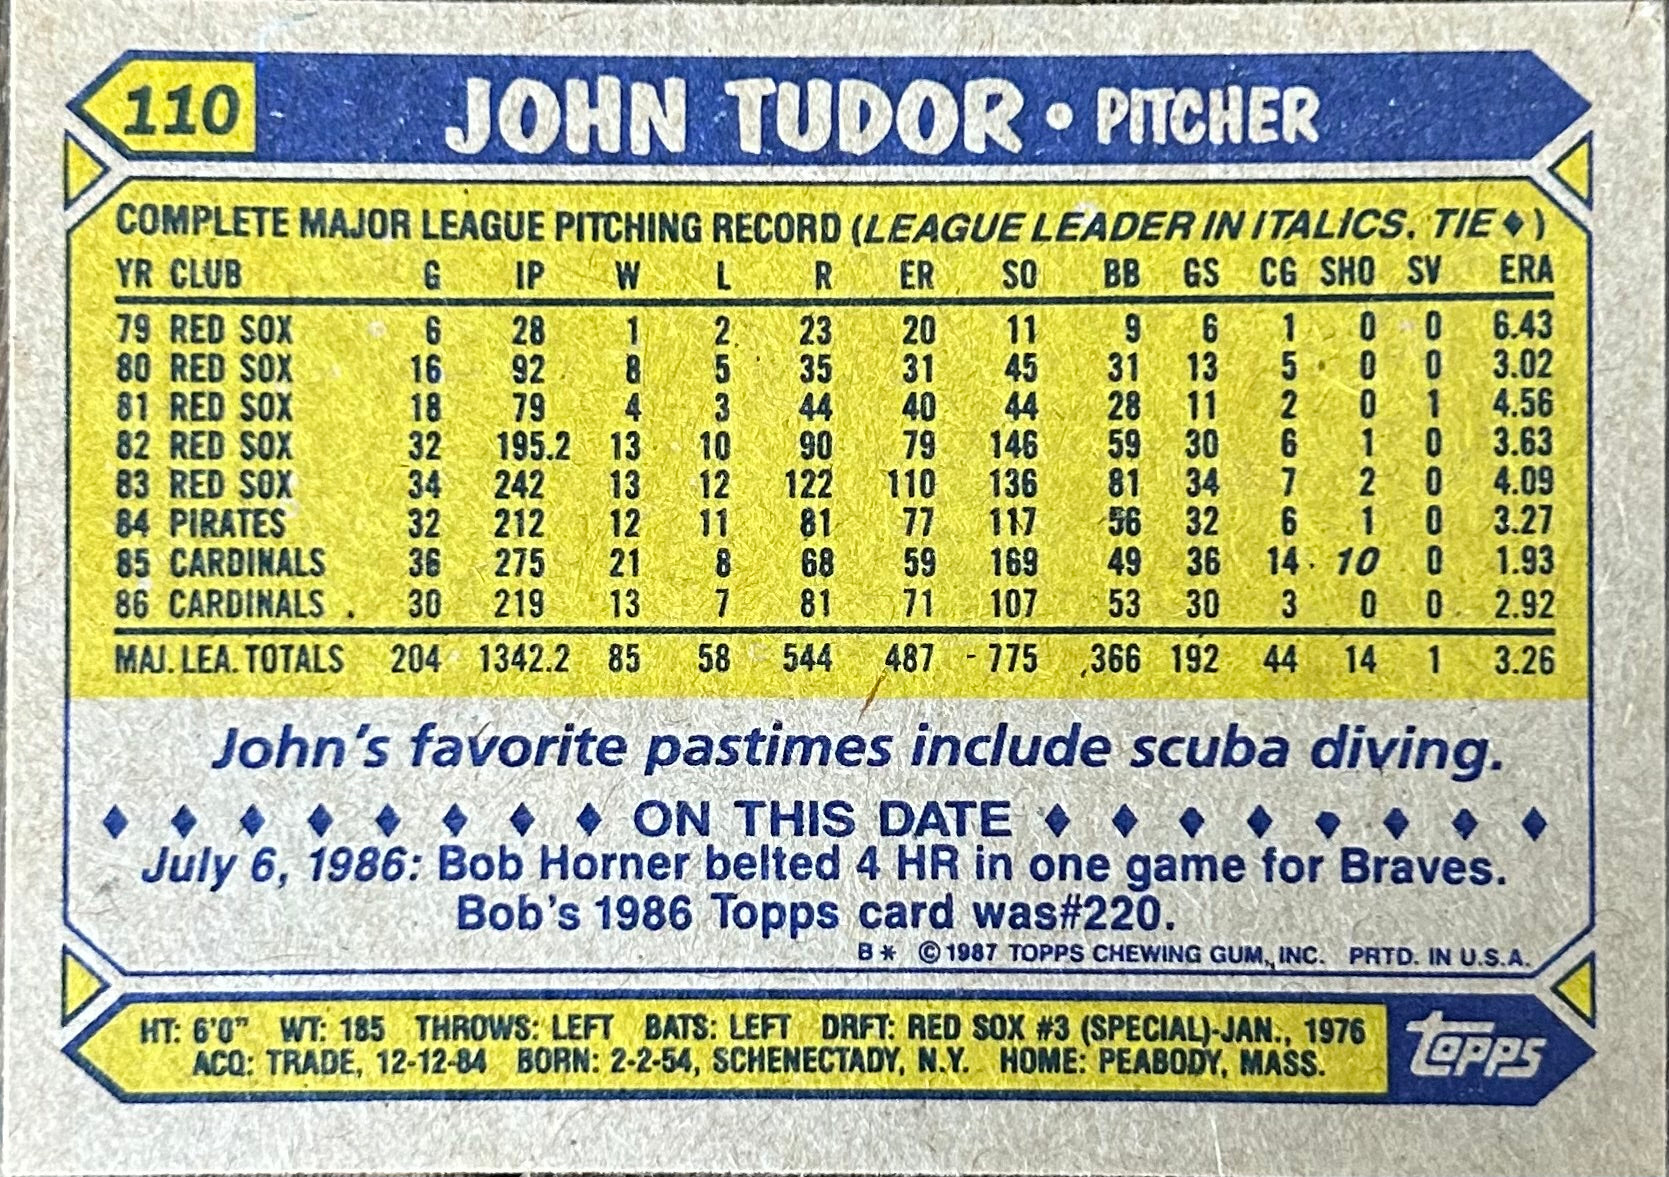 110 JOHN TUDOR • PITCHER
COMPLETE MAJOR LEAGUE PITCHING RECORD (LEAGUE LEADER IN ITALICS. TIE ♦)
YR CLUB G IP W L R ER SO BB GS CG SHO SV ERA
79 RED SOX 6 28 1 2 23 20 11 9 6 1 0 0 6.43
80 RED SOX 16 92 8 5 35 31 45 31 13 5 0 0 3.02
81 RED SOX 18 79 4 3 44 40 44 28 11 2 0 1 4.56
82 RED SOX 32 195.2 13 10 90 79 146 59 30 6 1 0 3.63
83 RED SOX 34 242 13 12 122 110 136 81 34 7 2 0 4.09
84 PIRATES 32 212 12 11 81 77 117 56 32 6 1 0 3.27
85 CARDINALS 36 275 21 8 68 59 169 49 36 14 10 0 1.93
86 CARDINALS 30 219 13 7 81 71 107 53 30 3 0 0 2.92
MAJ. LEA. TOTALS 204 1342.2 85 58 544 487 775 366 192 44 14 1 3.26
John's favorite pastimes include scuba diving.
♦ ♦ ♦ ♦ ♦ ♦ ♦ ♦ ON THIS DATE ♦ ♦ ♦ ♦ ♦ ♦ ♦ ♦
July 6, 1986: Bob Horner belted 4 HR in one game for Braves.
Bob's 1986 Topps card was#220.
B* ©1987 TOPPS CHEWING GUM, INC. PRTD. IN U.S.A.
HT: 6'0" WT: 185 THROWS: LEFT BATS: LEFT DRFT: RED SOX #3 (SPECIAL)-JAN., 1976
ACQ: TRADE, 12-12-84 BORN: 2-2-54, SCHENECTADY, N.Y. HOME: PEABODY, MASS.
topps